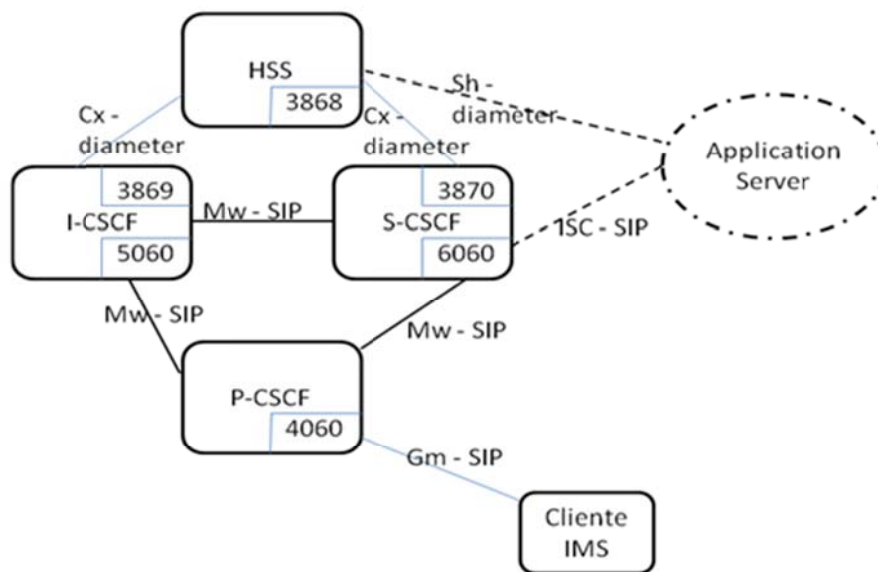 HSS
3868
Sh -
diameter
Cx -
diameter
Cx -
diameter
Application
Server
3869
I-CSCF
5060
Mw - SIP
3870
S-CSCF
6060
ISC - SIP
Mw - SIP
Mw - SIP
P-CSCF
4060
Gm - SIP
Cliente
IMS